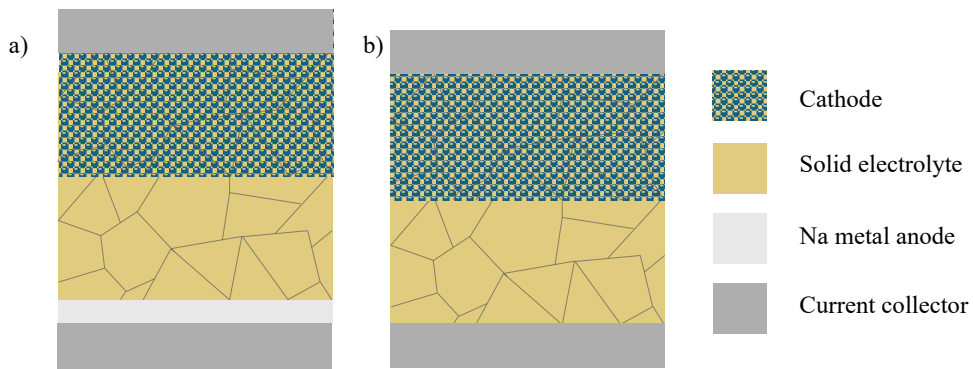 a)
b)
Cathode
Solid electrolyte
Na metal anode
Current collector